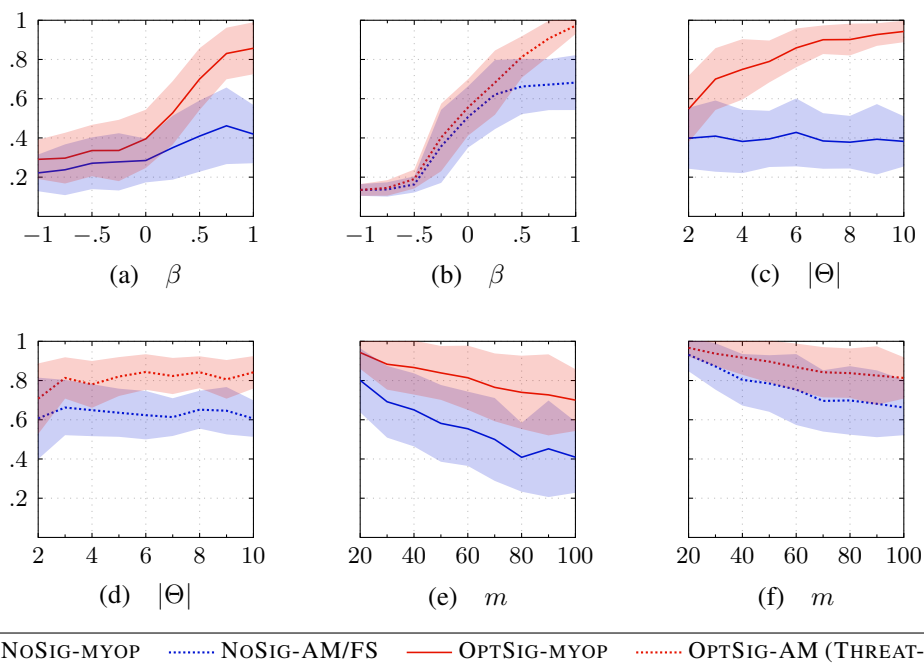 1
.8
.6
.4
.2
−1 −.5 0 .5 1
(a) β
−1 −.5 0 .5 1
(b) β
2 4 6 8 10
(c) |Θ|
1
.8
.6
.4
.2
2 4 6 8 10
(d) |Θ|
20 40 60 80 100
(e) m
20 40 60 80 100
(f) m
NOSIG-MYOP NOSIG-AM/FS OPTSIG-MYOP OPTSIG-AM (THREAT-